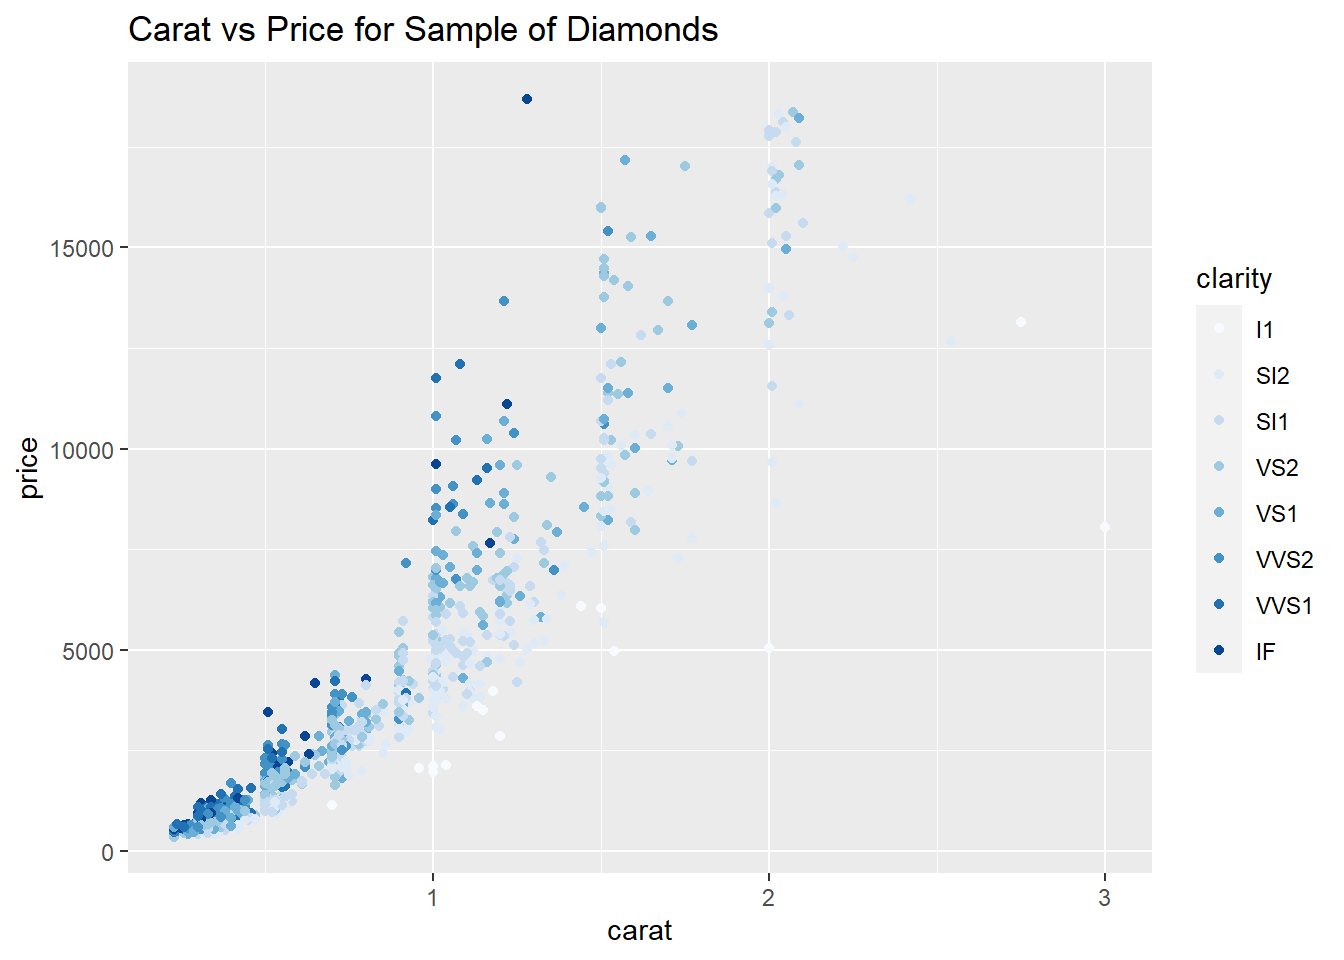 Carat vs Price for Sample of Diamonds
price
15000
10000
5000
0
1
2
3
carat
clarity
I1
SI2
SI1
VS2
VS1
VVS2
VVS1
IF